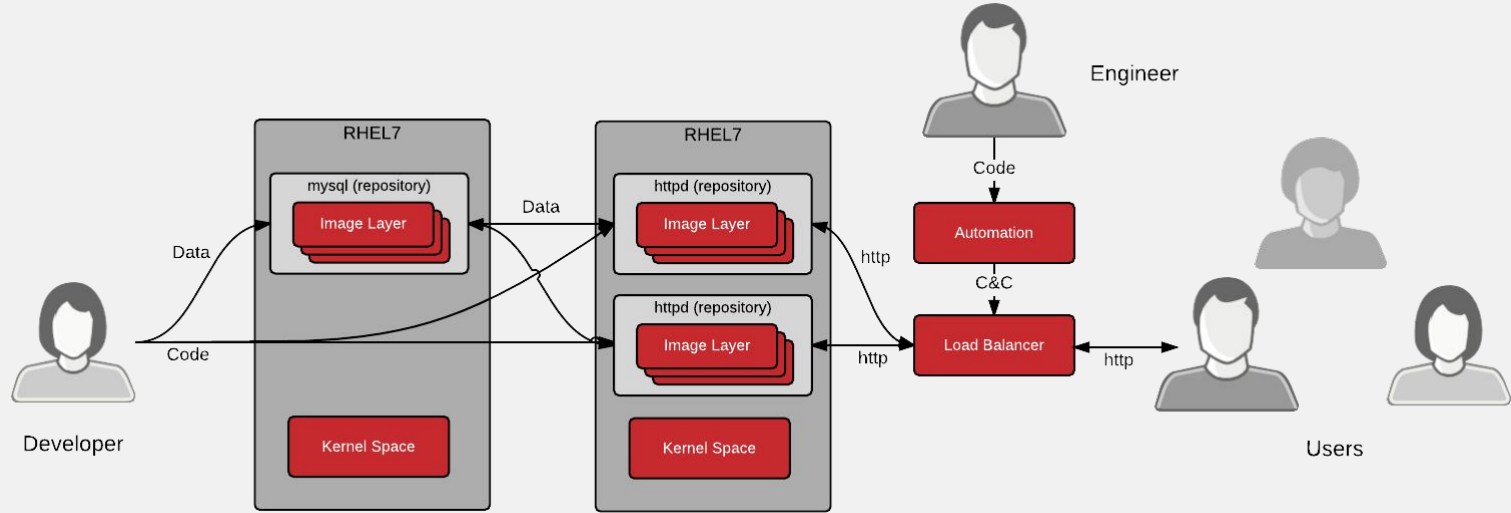 Engineer
RHEL7
RHEL7
Code
mysql (repository)
httpd (repository)
Image Layer
Data
Image Layer
Automation
Data
http
C&C
httpd (repository)
Image Layer
Load Balancer
Code
http
http
Developer
Kernel Space
Kernel Space
Users